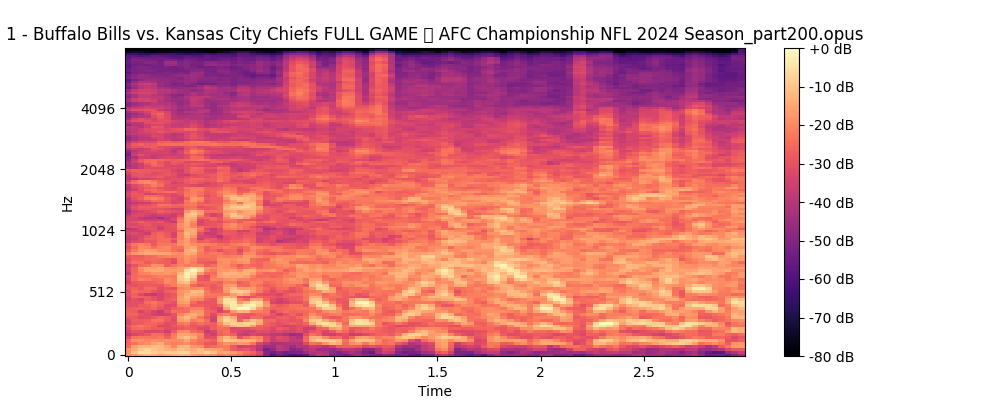 1 - Buffalo Bills vs. Kansas City Chiefs FULL GAME ▯ AFC Championship NFL 2024 Season_part200.opus
+0 dB
-10 dB
-20 dB
-30 dB
-40 dB
-50 dB
-60 dB
-70 dB
-80 dB
Hz
4096
2048
1024
512
0
0
0.5
1
1.5
2
2.5
Time